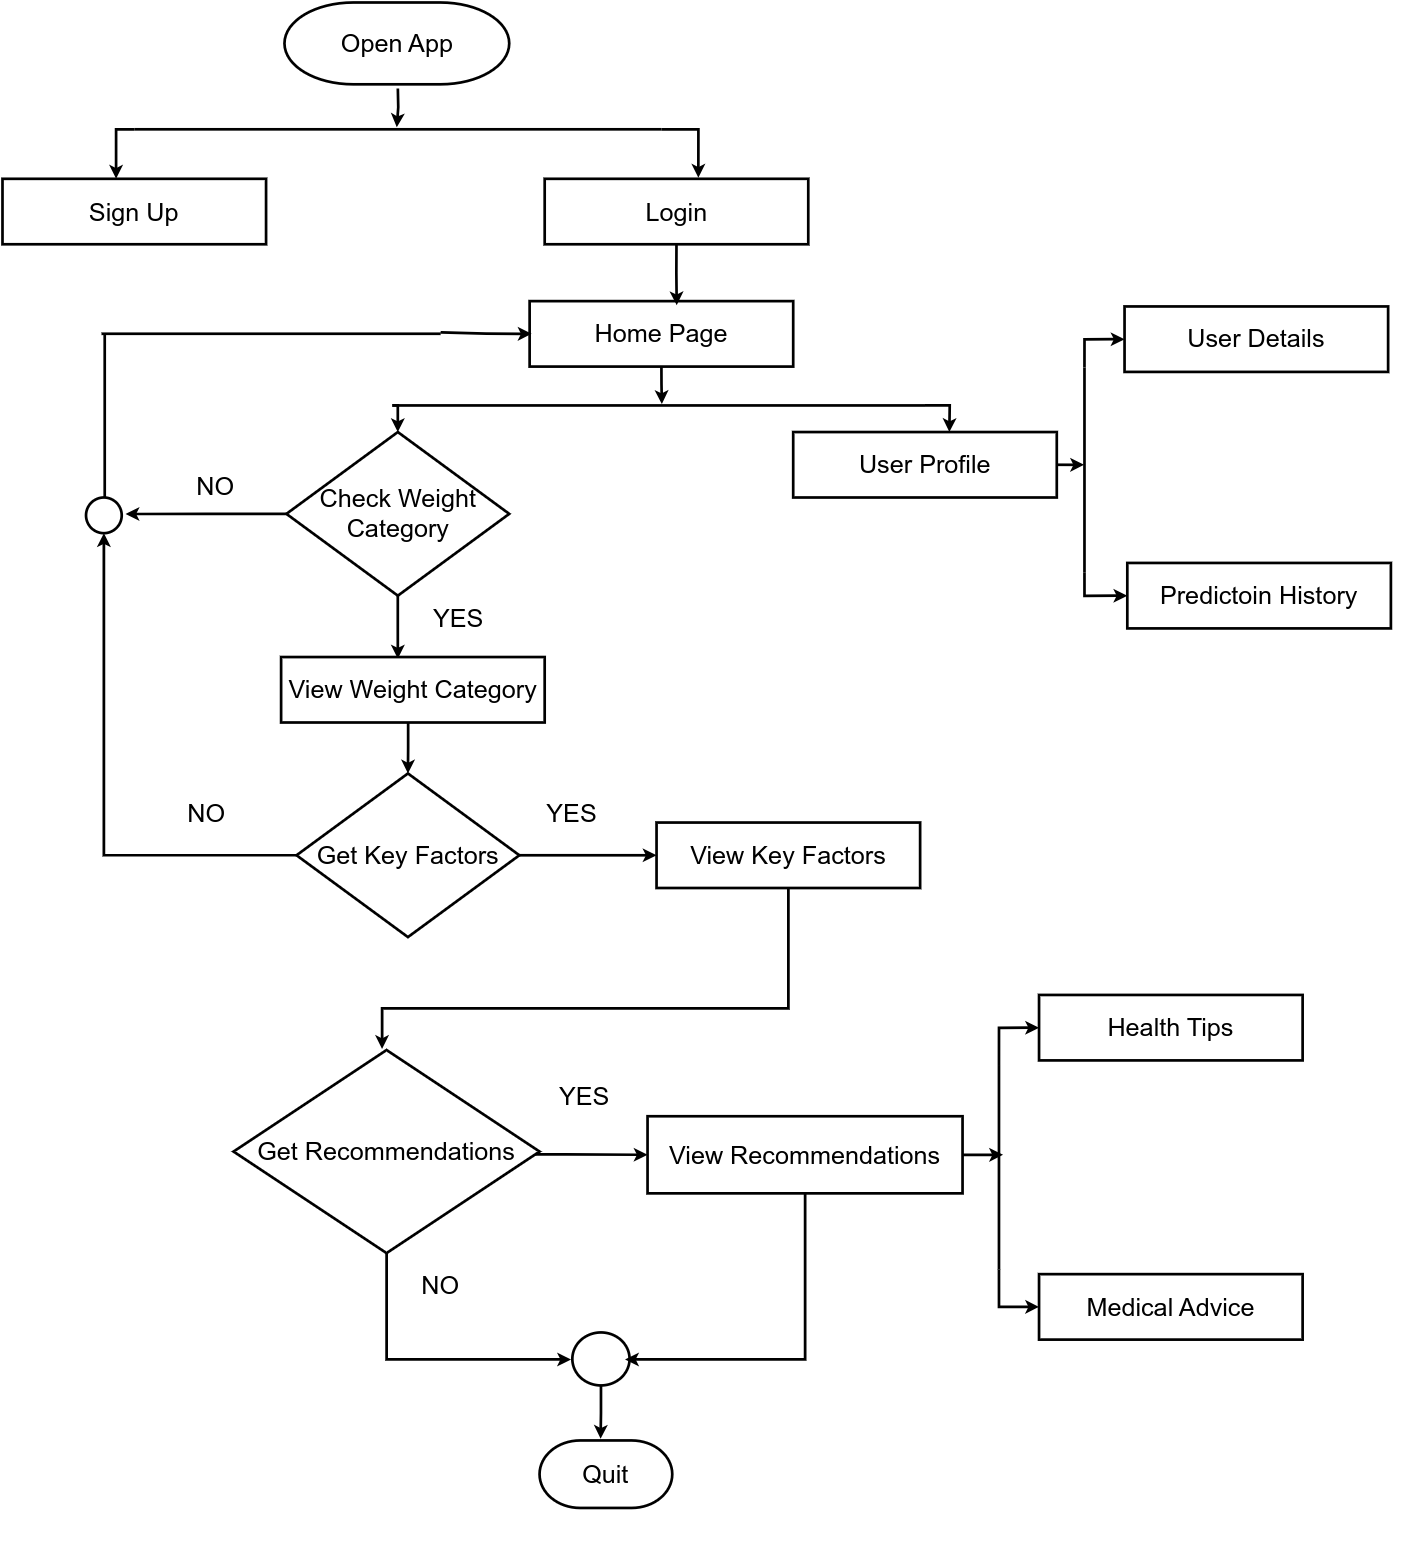 Open App
Sign Up
Login
Home Page
User Details
User Profile
NO
Check Weight
Category
Predictoin History
YES
View Weight Category
NO
YES
Get Key Factors
View Key Factors
Health Tips
YES
Get Recommendations
View Recommendations
NO
Medical Advice
Quit